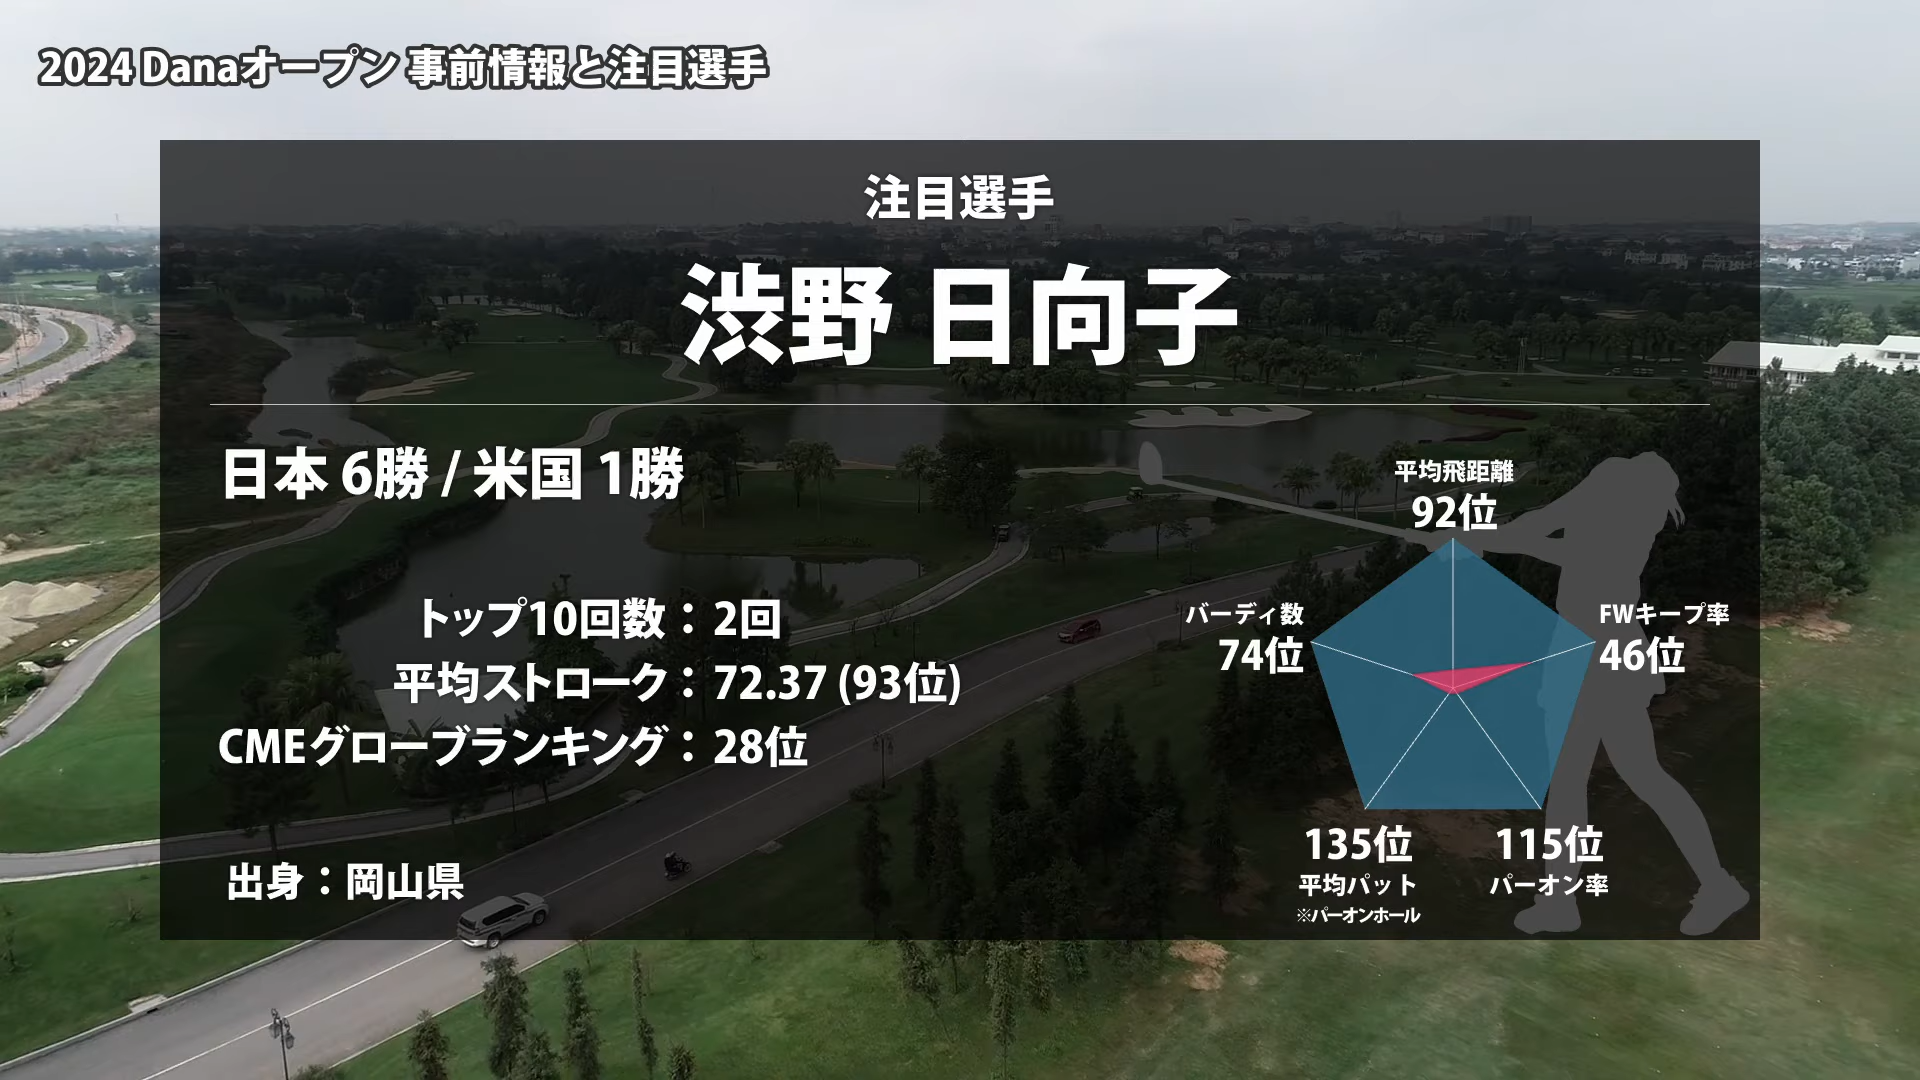 2024 Danaオープン 事前情報と注目選手
注目選手
渋野 日向子
日本 6勝 / 米国 1勝
トップ10回数：2回
平均ストローク：72.37 (93位)
CMEグローブランキング：28位
出身：岡山県
平均飛距離
92位
バーディ数
74位
FWキープ率
46位
135位
平均パット
※パーオンホール
115位
パーオン率